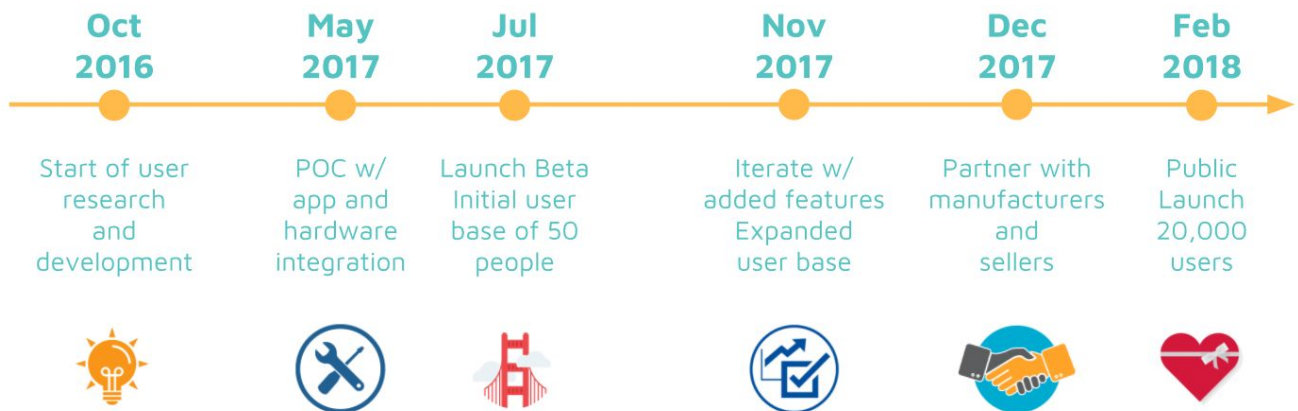 Oct
2016
May
2017
Jul
2017
Nov
2017
Dec
2017
Feb
2018
Start of user
research
and
development
POC w/
app and
hardware
integration
Launch Beta
Initial user
base of 50
people
Iterate w/
added features
Expanded
user base
Partner with
manufacturers
and
sellers
Public
Launch
20,000
users